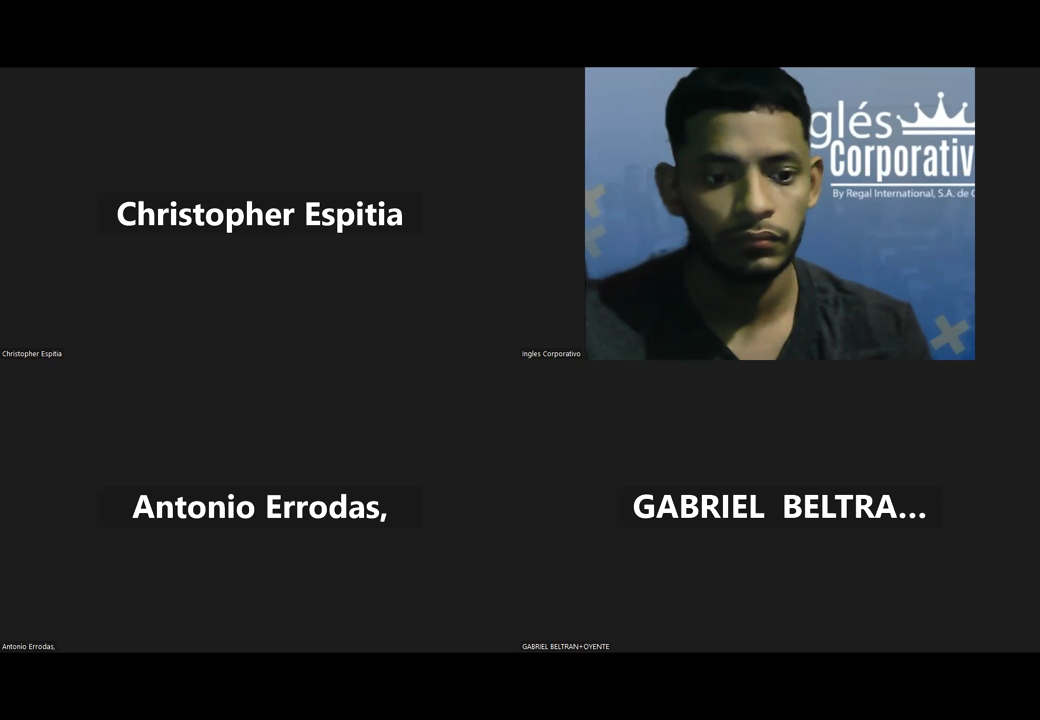 Christopher Espitia
Christopher Espitia
glés
Corporativ
By Regal International, S.A. de C
Ingles Corporativo
Antonio Errodas,
Antonio Errodas,
GABRIEL BELTRA...
GABRIEL BELTRAN+OYENTE